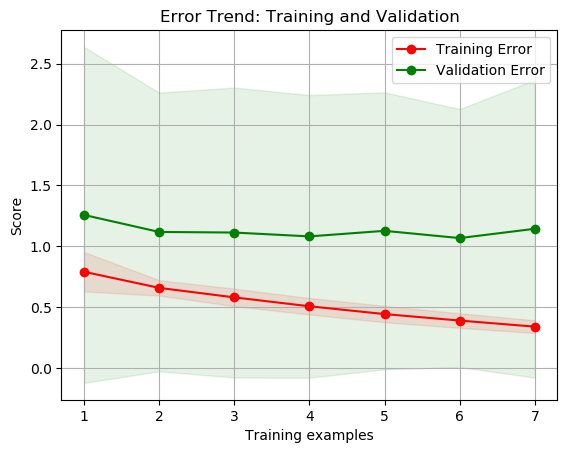 Error Trend: Training and Validation
Training Error
Validation Error
Score
2.5
2.0
1.5
1.0
0.5
0.0
1 2 3 4 5 6 7
Training examples